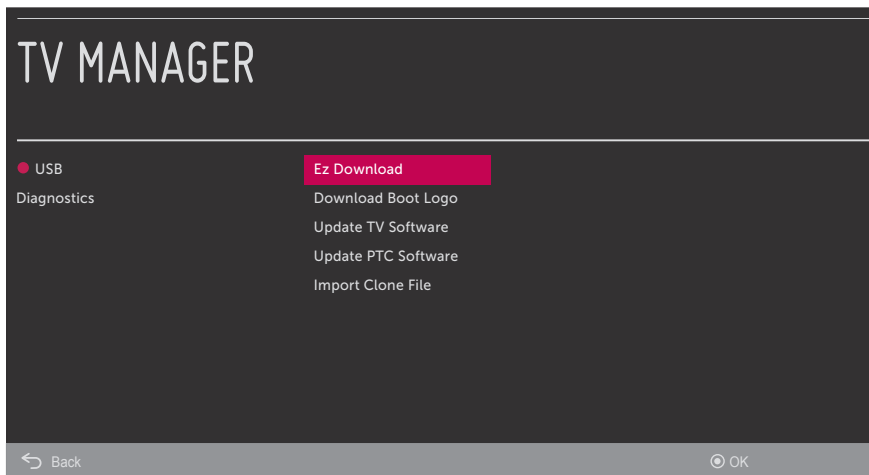 TV MANAGER
USB
Diagnostics
Ez Download
Download Boot Logo
Update TV Software
Update PTC Software
Import Clone File
Back
OK